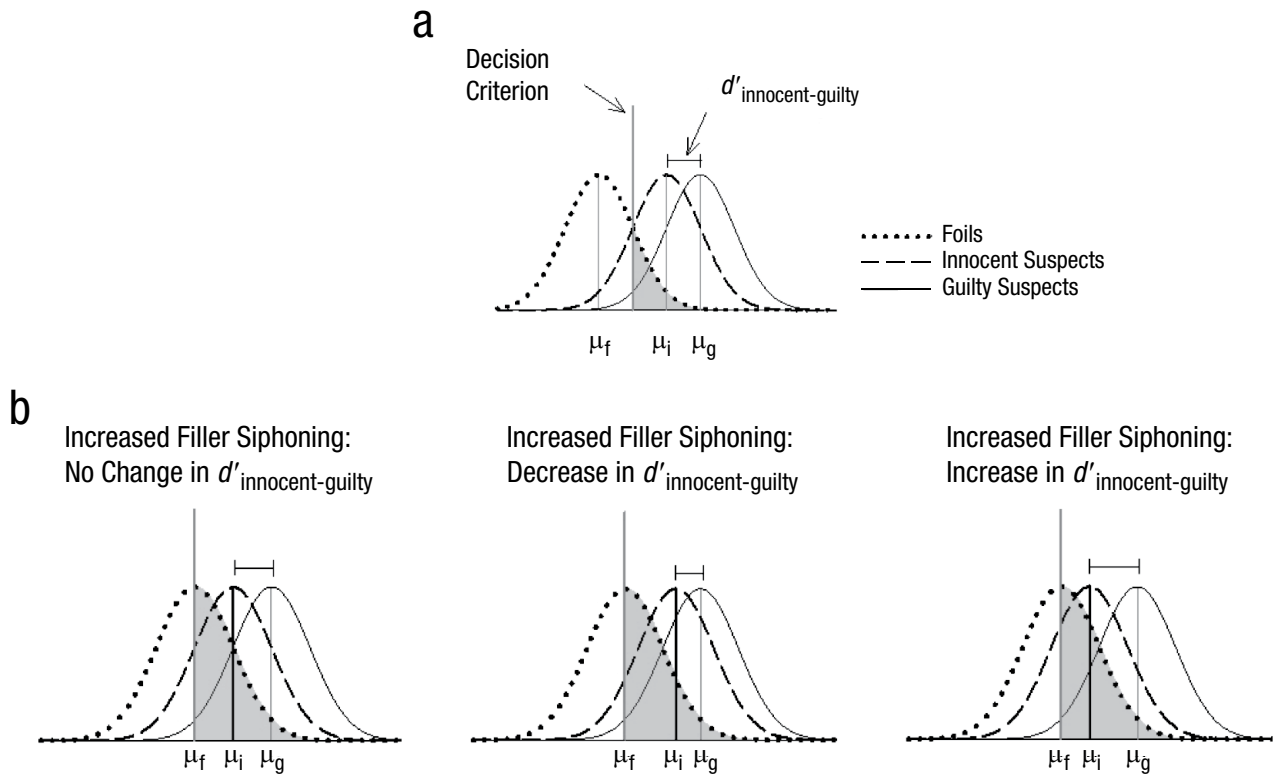 a
Decision
Criterion
d′innocent-guilty
Foils
Innocent Suspects
Guilty Suspects
μf μi μg
b
Increased Filler Siphoning:
No Change in d′innocent-guilty
Increased Filler Siphoning:
Decrease in d′innocent-guilty
Increased Filler Siphoning:
Increase in d′innocent-guilty
μf μi μg
μf μi μg
μf μi μg